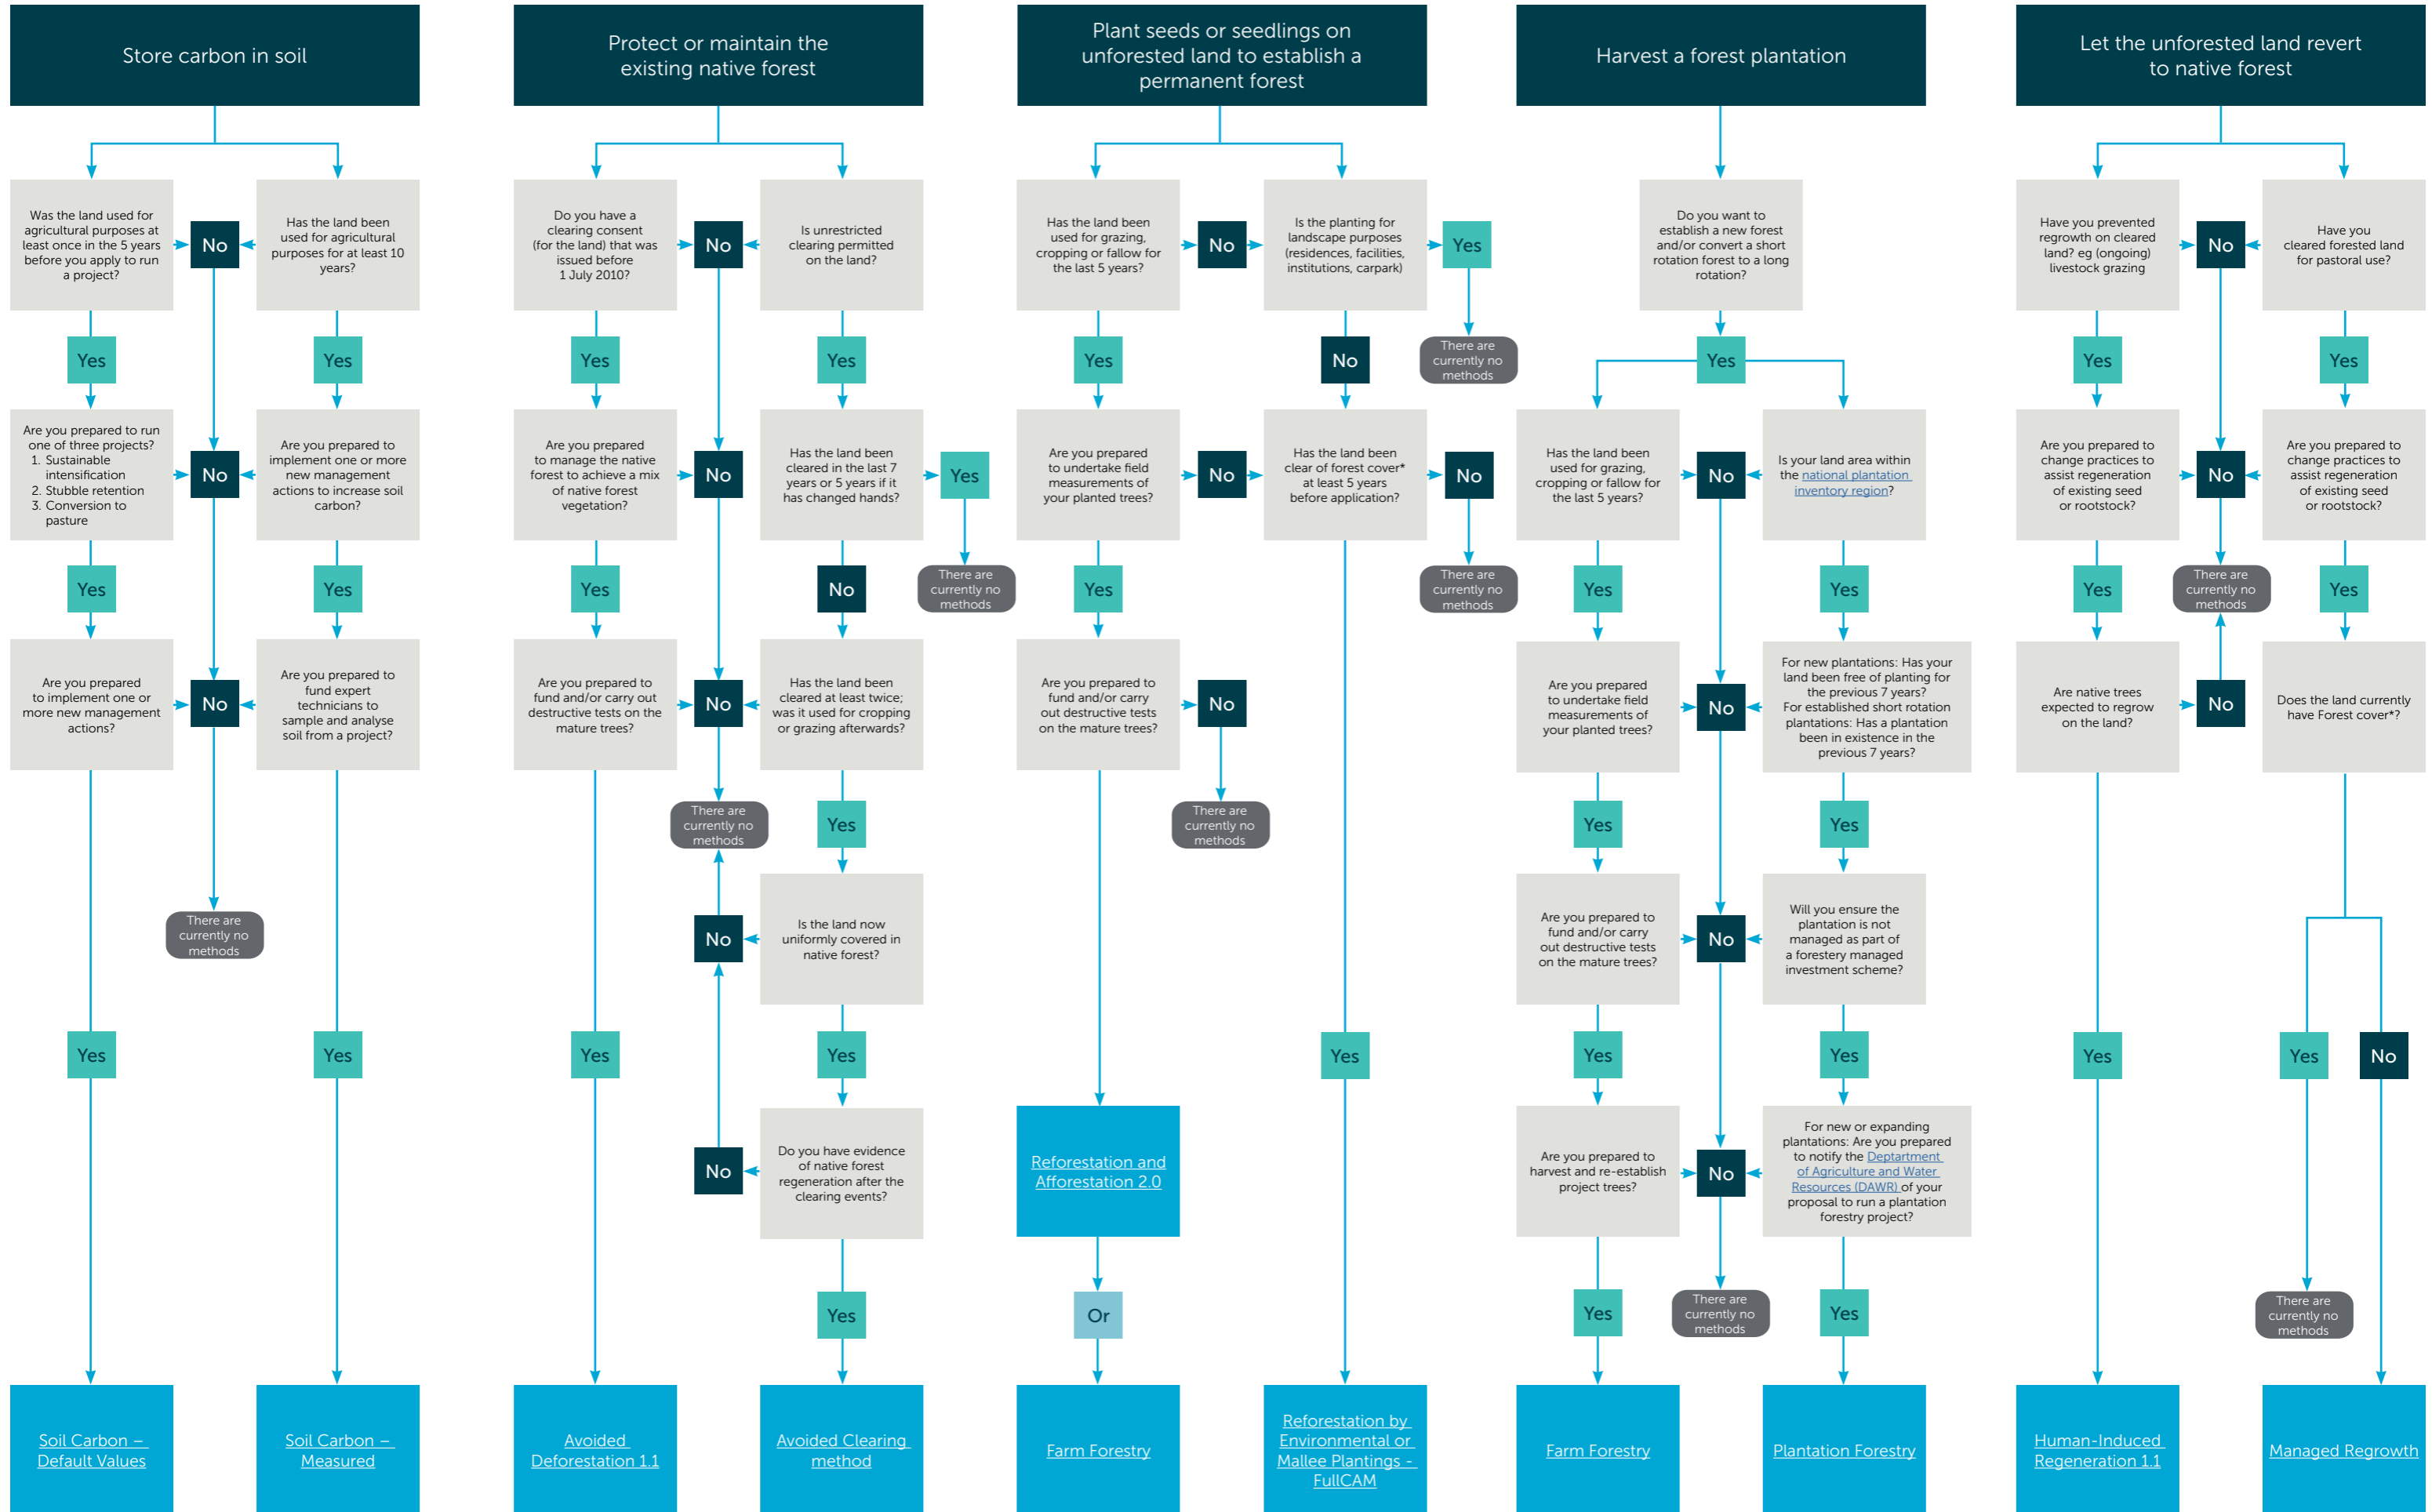 Store carbon in soil
Was the land used for
agricultural purposes at
least once in the 5 years
before you apply to run
a project?
No
Has the land been
used for agricultural
purposes for at least 10
years?
Yes
Yes
Are you prepared to run
one of three projects?
1. Sustainable
intensification
2. Stubble retention
3. Conversion to
pasture
No
Are you prepared to
implement one or more
new management
actions to increase soil
carbon?
Yes
Yes
Are you prepared
to implement one or
more new management
actions?
No
Are you prepared to
fund expert
technicians to
sample and analyse
soil from a project?
There are
currently no
methods
Yes
Yes
Soil Carbon –
Default Values
Soil Carbon –
Measured
Protect or maintain the
existing native forest
Do you have a
clearing consent
(for the land) that was
issued before
1 July 2010?
No
Is unrestricted
clearing permitted
on the land?
Yes
Yes
Are you prepared
to manage the native
forest to achieve a mix
of native forest
vegetation?
No
Has the land been
cleared in the last 7
years or 5 years if it
has changed hands?
Yes
There are
currently no
methods
Yes
No
Are you prepared to
fund and/or carry out
destructive tests on the
mature trees?
No
Has the land been
cleared at least twice;
was it used for cropping
or grazing afterwards?
There are
currently no
methods
Yes
No
Is the land now
uniformly covered in
native forest?
Yes
Yes
No
Do you have evidence
of native forest
regeneration after the
clearing events?
Yes
Avoided
Deforestation 1.1
Avoided Clearing
method
Plant seeds or seedlings on
unforested land to establish a
permanent forest
Has the land been
used for grazing,
cropping or fallow for
the last 5 years?
No
Is the planting for
landscape purposes
(residences, facilities,
institutions, carpark)
Yes
There are
currently no
methods
Yes
No
Are you prepared
to undertake field
measurements of
your planted trees?
No
Has the land been
clear of forest cover*
at least 5 years
before application?
No
There are
currently no
methods
Yes
Are you prepared to
fund and/or carry
out destructive tests
on the mature trees?
No
There are
currently no
methods
Yes
Reforestation and
Afforestation 2.0
Or
Farm Forestry
Reforestation by
Environmental or
Mallee Plantings -
FullCAM
Harvest a forest plantation
Do you want to
establish a new forest
and/or convert a short
rotation forest to a long
rotation?
Yes
Has the land been
used for grazing,
cropping or fallow for
the last 5 years?
No
Is your land area within
the national plantation
inventory region?
Yes
Yes
Are you prepared
to undertake field
measurements of
your planted trees?
No
For new plantations: Has your
land been free of planting for
the previous 7 years?
For established short rotation
plantations: Has a plantation
been in existence in the
previous 7 years?
Yes
Yes
Are you prepared to
fund and/or carry
out destructive tests
on the mature trees?
No
Will you ensure the
plantation is not
managed as part of
a forestery managed
investment scheme?
Yes
Yes
Are you prepared to
harvest and re-establish
project trees?
No
For new or expanding
plantations: Are you prepared
to notify the Deptartment
of Agriculture and Water
Resources (DAWR) of your
proposal to run a plantation
forestry project?
Yes
There are
currently no
methods
Yes
Farm Forestry
Plantation Forestry
Let the unforested land revert
to native forest
Have you prevented
regrowth on cleared
land? eg (ongoing)
livestock grazing
No
Have you
cleared forested land
for pastoral use?
Yes
Yes
Are you prepared to
change practices to
assist regeneration
of existing seed
or rootstock?
No
Are you prepared to
change practices to
assist regeneration
of existing seed
or rootstock?
Yes
There are
currently no
methods
Yes
Are native trees
expected to regrow
on the land?
No
Does the land currently
have Forest cover*?
Yes
Yes
No
There are
currently no
methods
Human-Induced
Regeneration 1.1
Managed Regrowth